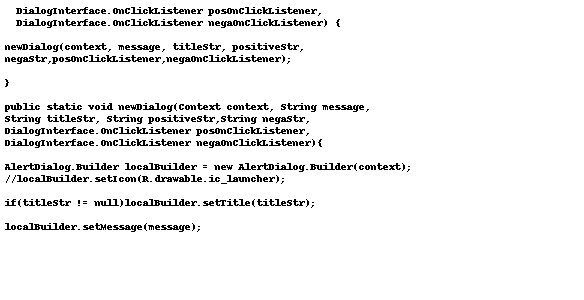 DialogInterface.OnClickListener posOnClickListener,
DialogInterface.OnClickListener negaOnClickListener) {
newDialog(context, message, titleStr, positiveStr,
negaStr,posOnClickListener,negaOnClickListener);
}
public static void newDialog(Context context, String message,
String titleStr, String positiveStr,String negaStr,
DialogInterface.OnClickListener posOnClickListener,
DialogInterface.OnClickListener negaOnClickListener){
AlertDialog.Builder localBuilder = new AlertDialog.Builder(context);
//localBuilder.setIcon(R.drawable.ic_launcher);
if(titleStr != null)localBuilder.setTitle(titleStr);
localBuilder.setMessage(message);